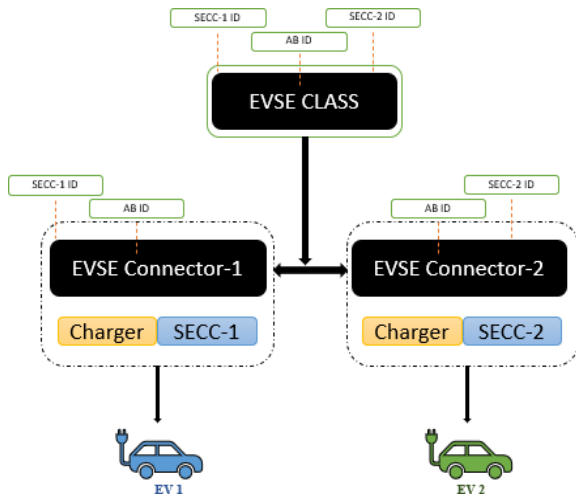 SECC-1 ID
SECC-2 ID
AB ID
EVSE CLASS
SECC-1 ID
AB ID
SECC-2 ID
AB ID
EVSE Connector-1
EVSE Connector-2
Charger
SECC-1
Charger
SECC-2
EV 1
EV 2